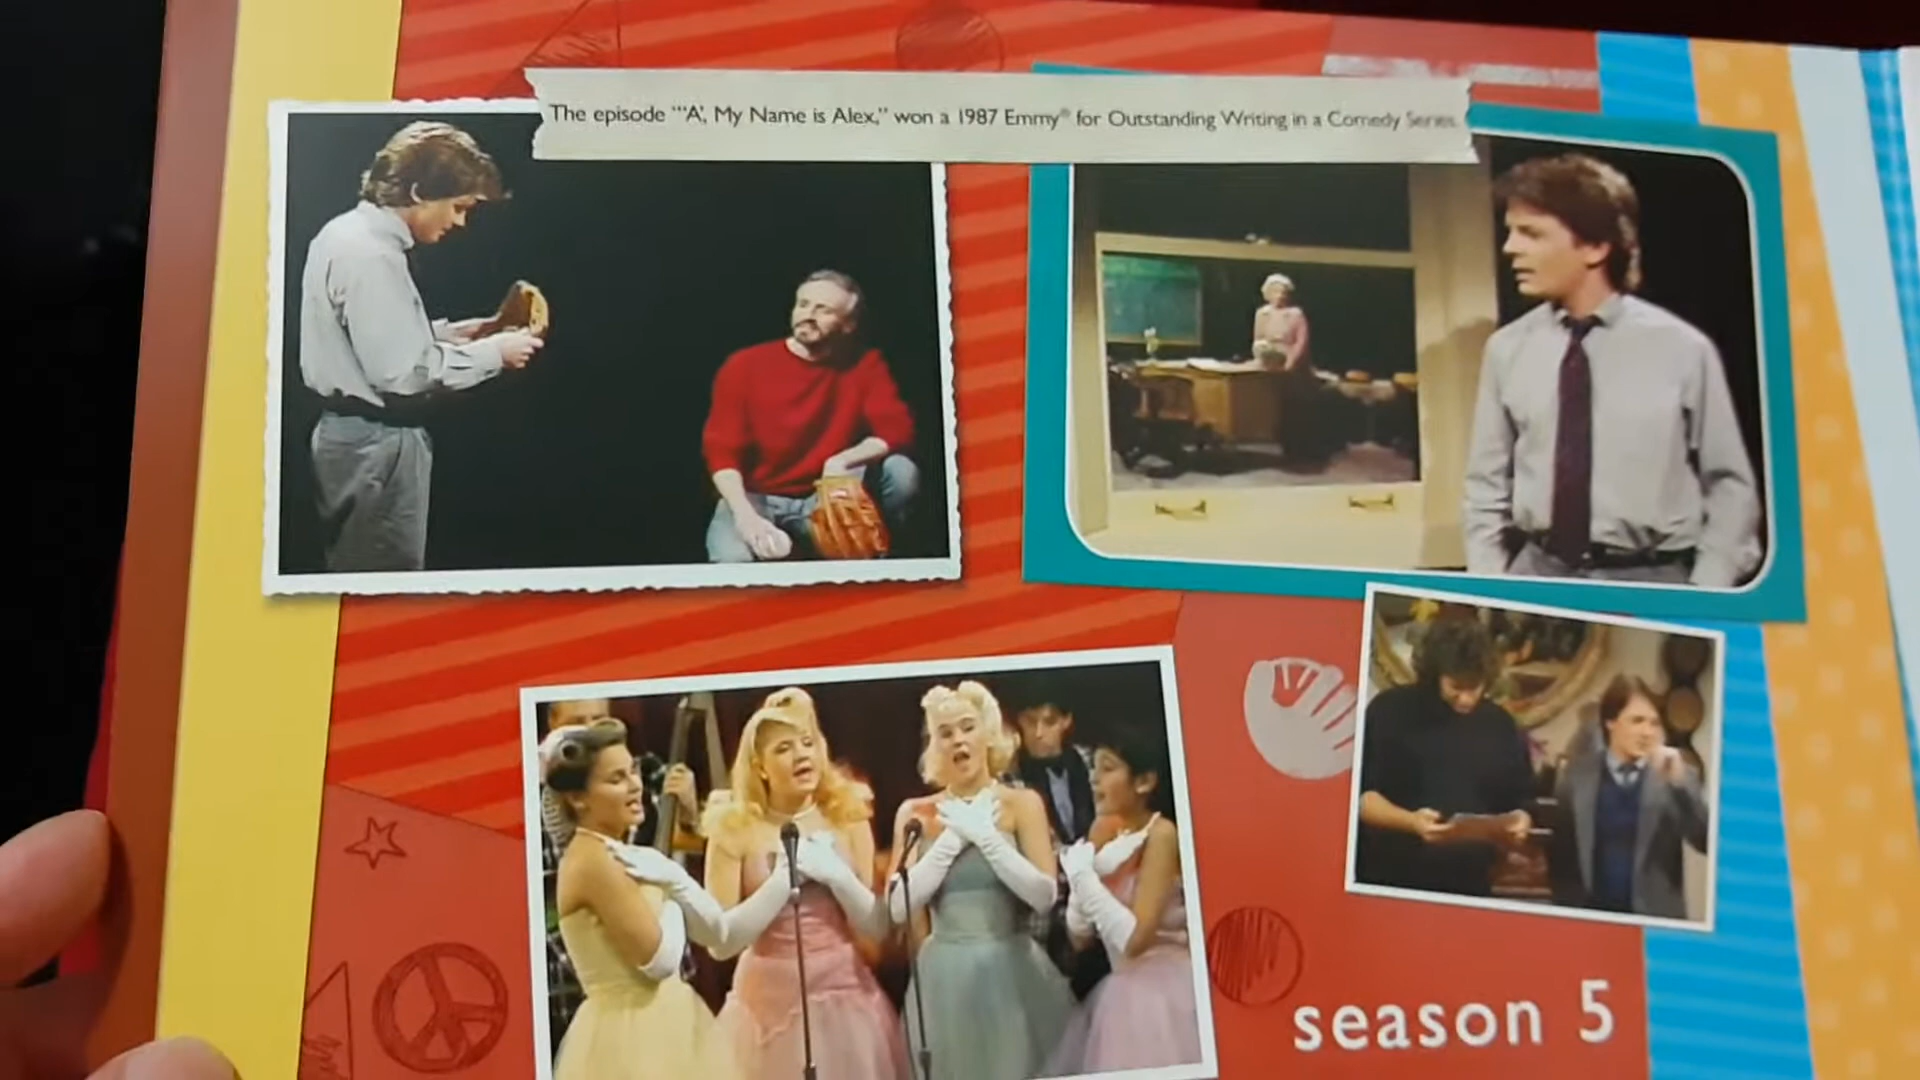 The episode "'A', My Name is Alex," won a 1987 Emmy® for Outstanding Writing in a Comedy Series.
season 5